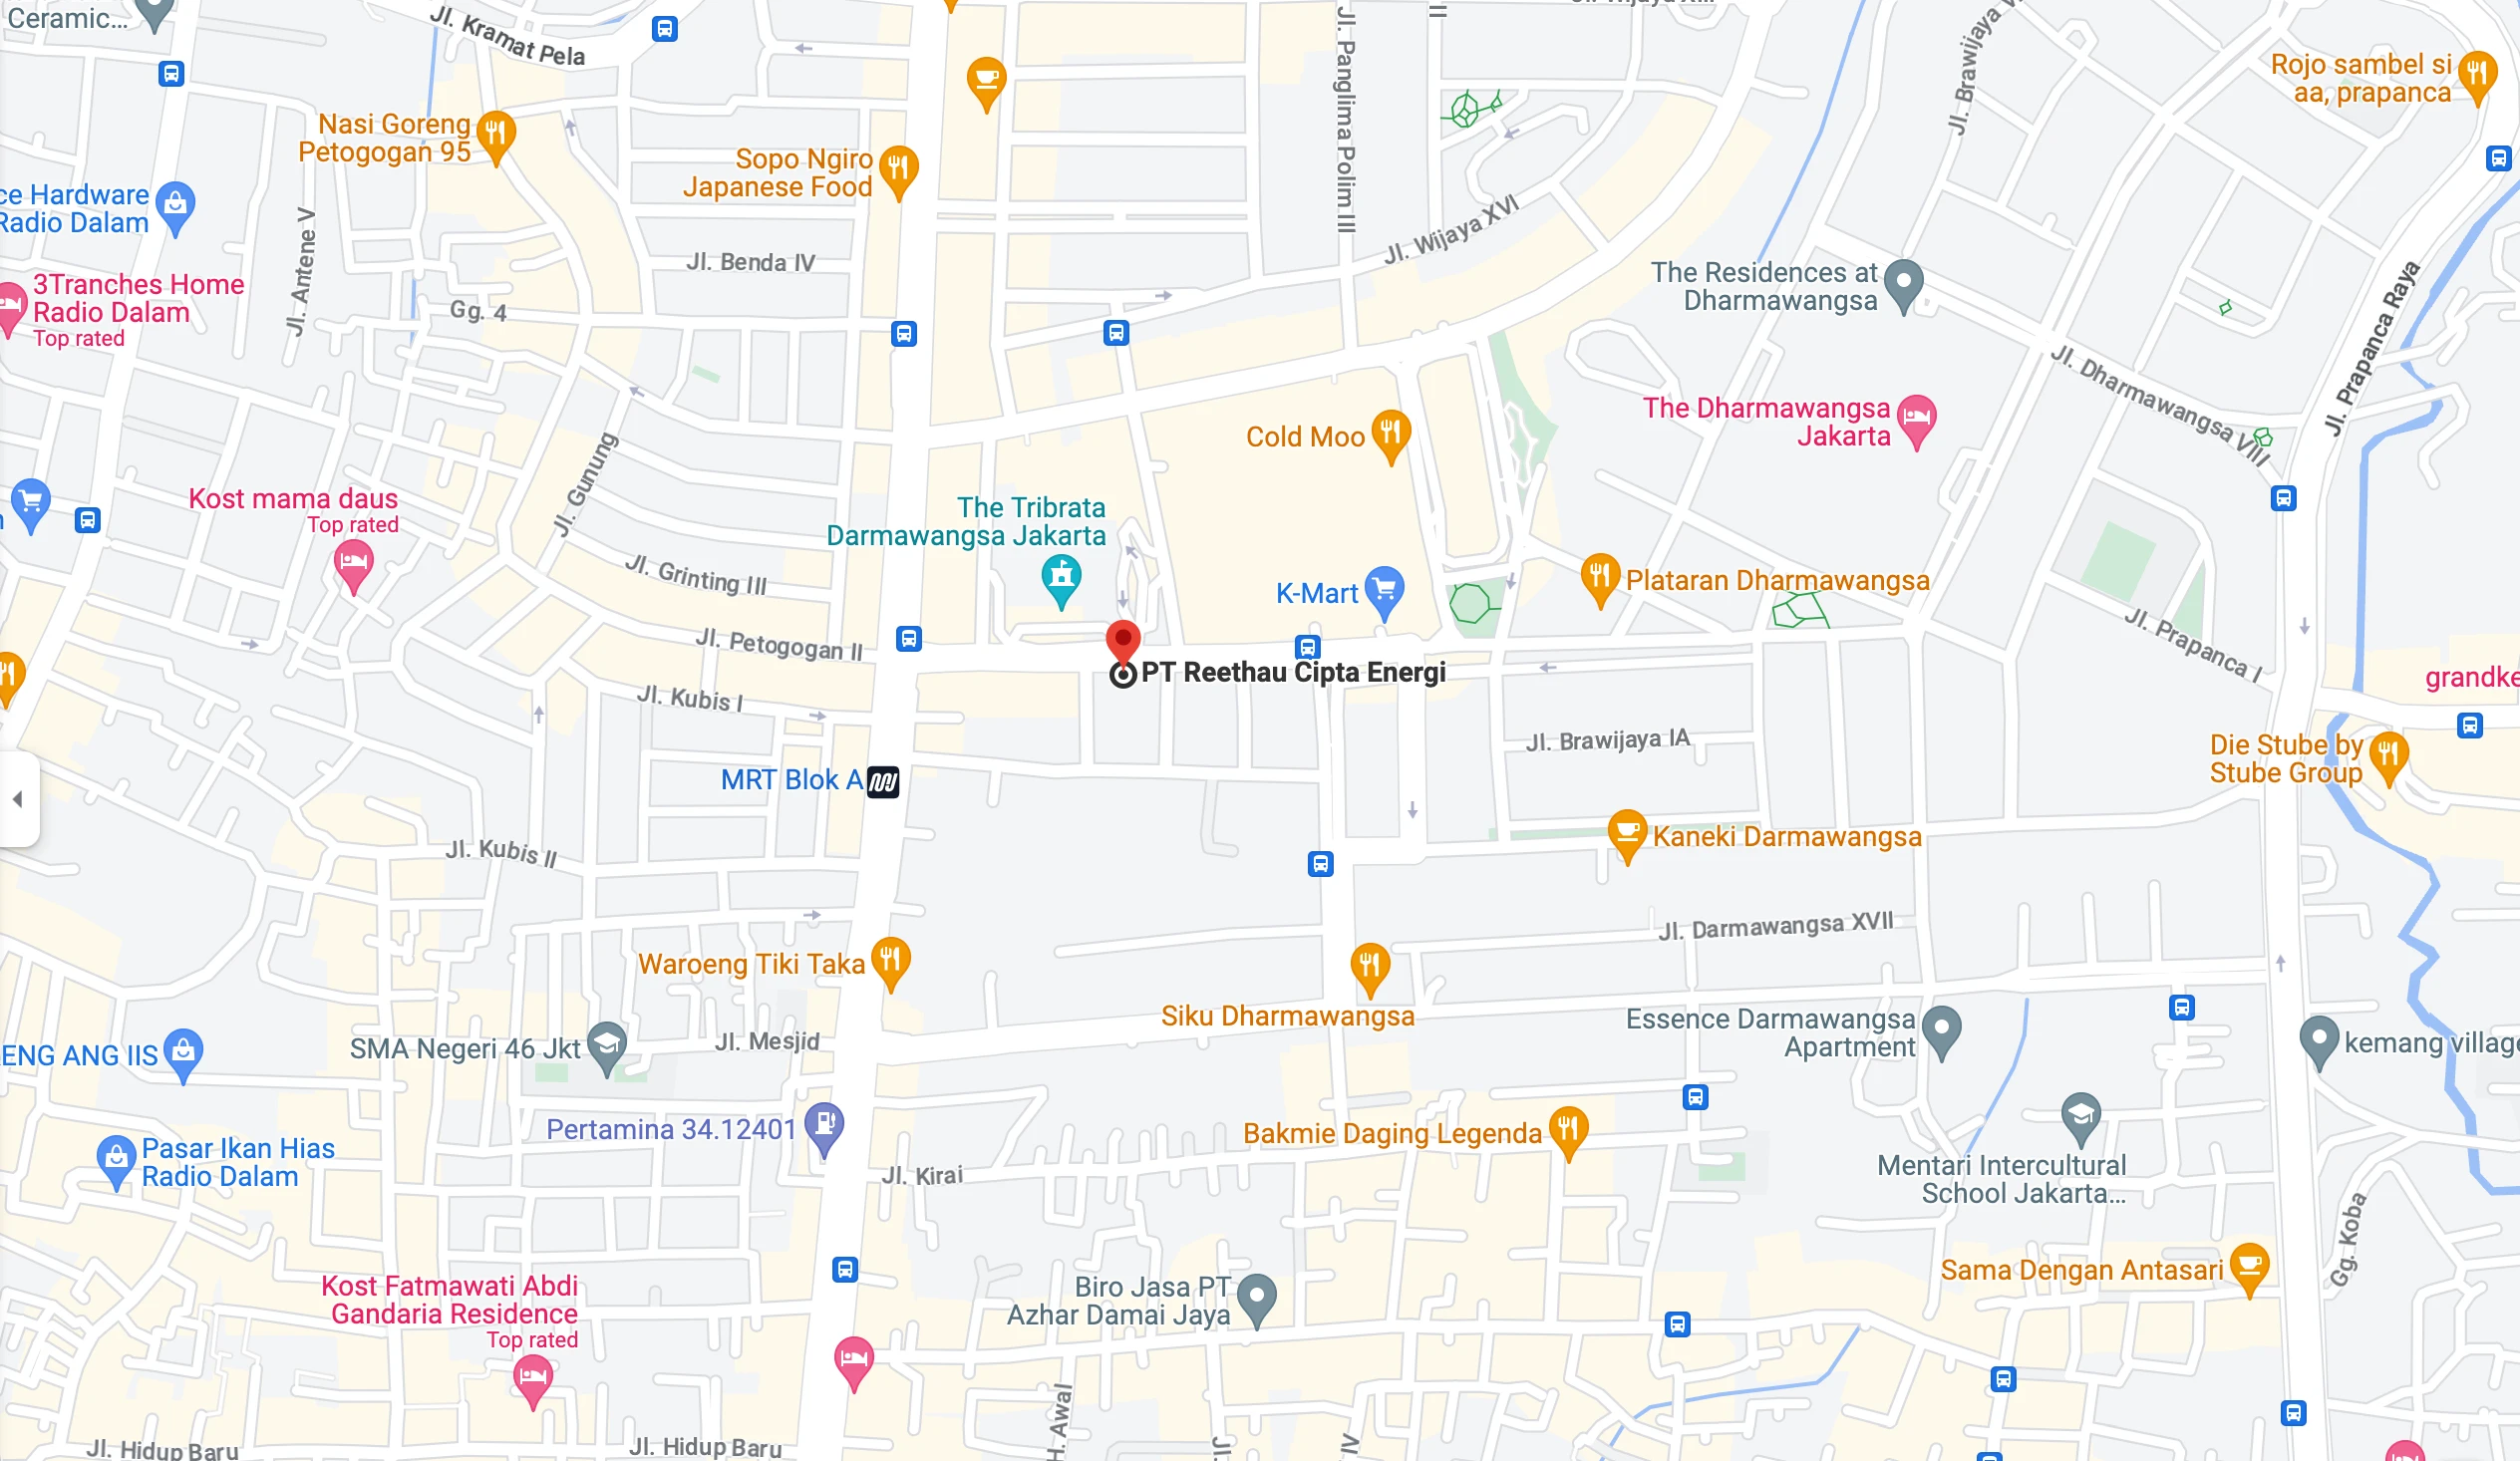 Ceramic...
Jl. Kramat Pela
Jl. Panglima Polim III
II
Jl. Brawijaya
Rojo sambel si
aa, prapanca
Nasi Goreng
Petogogan 95
Sopo Ngiro
Japanese Food
ce Hardware
Radio Dalam
Jl. Antene V
Jl. Wijaya XVI
Jl. Benda IV
The Residences at
Dharmawangsa
3Tranches Home
Radio Dalam
Top rated
Gg. 4
Jl. Prapanca Raya
Jl. Dharmawangsa VIII
The Dharmawangsa
Jakarta
Cold Moo
Jl. Gunung
Kost mama daus
Top rated
The Tribrata
Darmawangsa Jakarta
Jl. Grinting III
K-Mart
Plataran Dharmawangsa
Jl. Petogogan II
Jl. Prapanca I
PT Reethau Cipta Energi
grandke
Jl. Kubis I
Jl. Brawijaya IA
Die Stube by
Stube Group
MRT Blok A
Kaneki Darmawangsa
Jl. Kubis II
Jl. Darmawangsa XVII
Waroeng Tiki Taka
Siku Dharmawangsa
Essence Darmawangsa
Apartment
SMA Negeri 46 Jkt
Jl. Mesjid
ENG ANG IIS
kemang village
Pertamina 34.12401
Bakmie Daging Legenda
Pasar Ikan Hias
Radio Dalam
Jl. Kirai
Mentari Intercultural
School Jakarta...
Gg. Koba
Sama Dengan Antasari
Kost Fatmawati Abdi
Gandaria Residence
Top rated
Biro Jasa PT
Azhar Damai Jaya
H. Awal
Jl. Hidup Baru
Jl. Hidup Baru
Jl.
IV